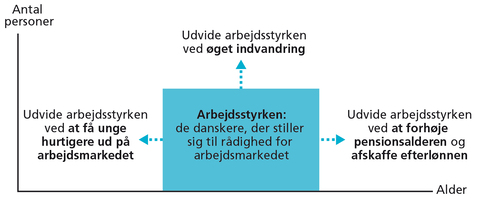 Antal
personer
Udvide arbejdsstyrken
ved øget indvandring
Udvide arbejdsstyrken
ved at få unge
hurtigere ud på
arbejdsmarkedet
Arbejdsstyrken:
de danskere, der stiller
sig til rådighed for
arbejdsmarkedet
Udvide arbejdsstyrken
ved at forhøje
pensionsalderen og
afskaffe efterlønnen
Alder